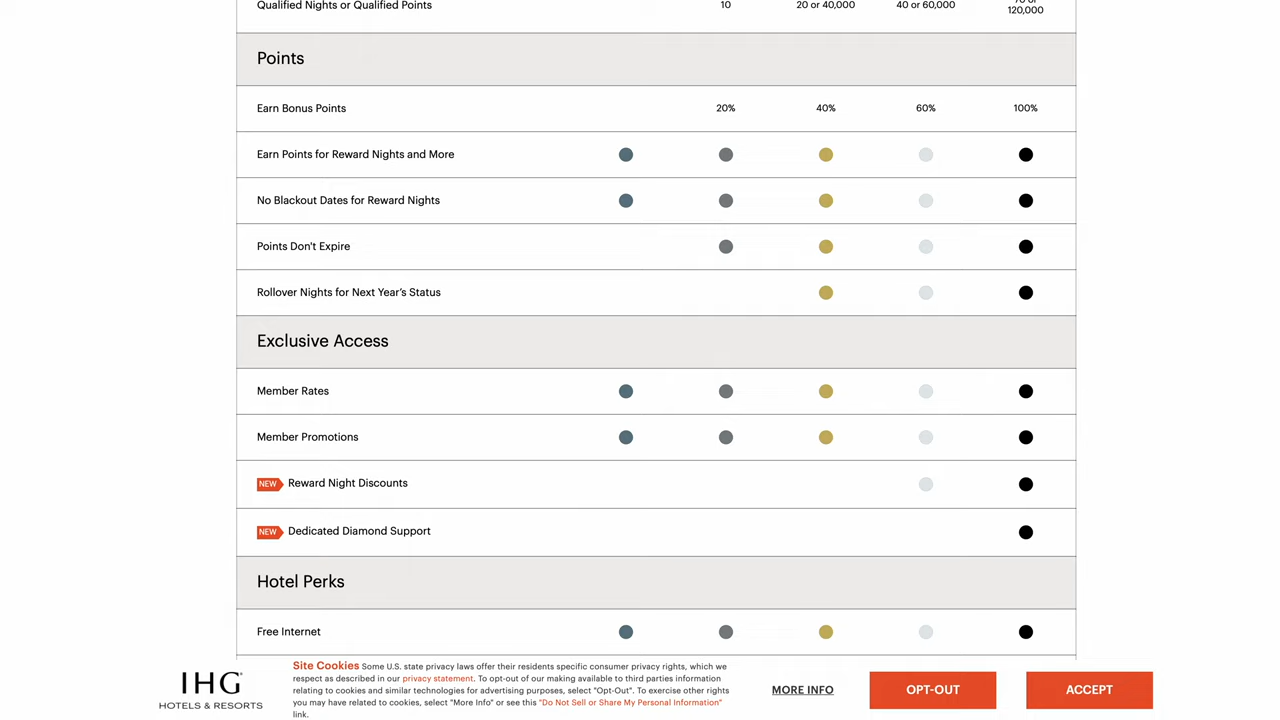 Qualified Nights or Qualified Points 10 20 or 40,000 40 or 60,000
120,000
Points
Earn Bonus Points 20% 40% 60% 100%
Earn Points for Reward Nights and More
No Blackout Dates for Reward Nights
Points Don't Expire
Rollover Nights for Next Year's Status
Exclusive Access
Member Rates
Member Promotions
NEW Reward Night Discounts
NEW Dedicated Diamond Support
Hotel Perks
Free Internet
IHG
HOTELS & RESORTS
Site Cookies Some U.S. state privacy laws offer their residents specific consumer privacy rights, which we
respect as described in our privacy statement. To opt-out of our making available to third parties information
relating to cookies and similar technologies for advertising purposes, select "Opt-Out". To exercise other rights
you may have related to cookies, select "More Info" or see this "Do Not Sell or Share My Personal Information"
link.
MORE INFO
OPT-OUT
ACCEPT